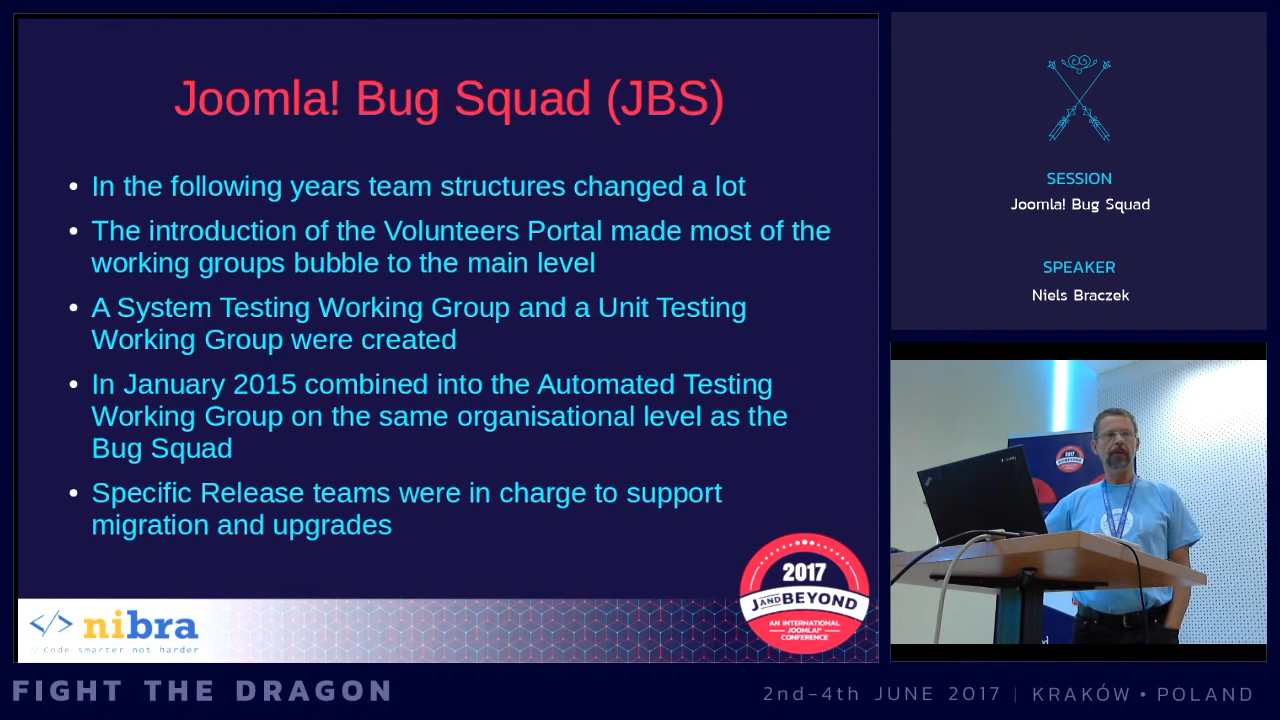 Joomla! Bug Squad (JBS)
• In the following years team structures changed a lot
• The introduction of the Volunteers Portal made most of the
working groups bubble to the main level
• A System Testing Working Group and a Unit Testing
Working Group were created
• In January 2015 combined into the Automated Testing
Working Group on the same organisational level as the
Bug Squad
• Specific Release teams were in charge to support
migration and upgrades
</> nibra
// Code smarter not harder
2017
JANDBEYOND
AN INTERNATIONAL
JOOMLA!®
CONFERENCE
SESSION
Joomla! Bug Squad
SPEAKER
Niels Braczek
2017
J AND BEYOND
FIGHT THE DRAGON
2nd-4th JUNE 2017 | KRAKÓW • POLAND